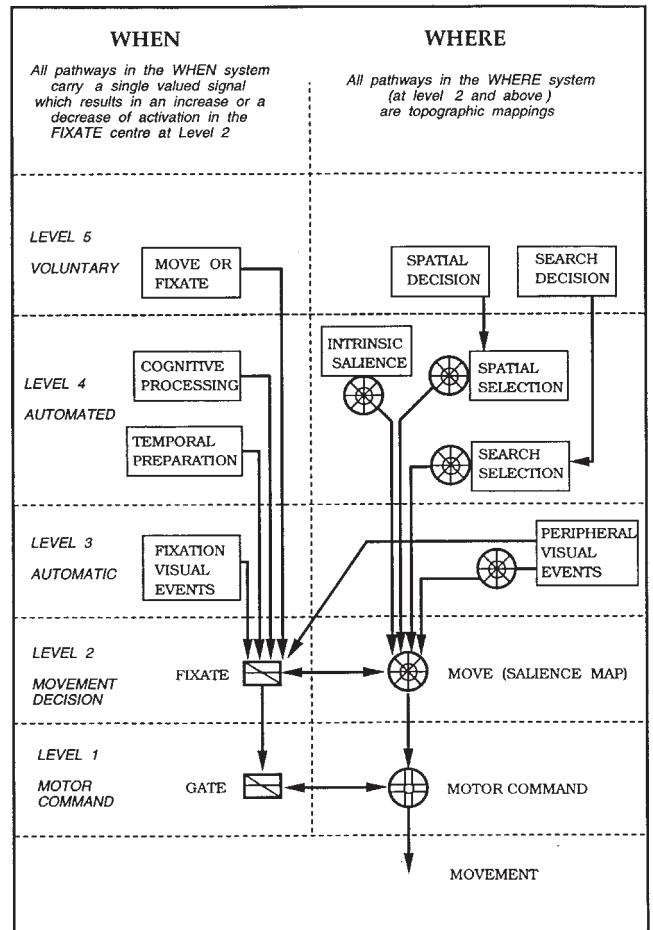 WHEN
All pathways in the WHEN system
carry a single valued signal
which results in an increase or a
decrease of activation in the
FIXATE centre at Level 2
WHERE
All pathways in the WHERE system
(at level 2 and above)
are topographic mappings
LEVEL 5
VOLUNTARY
MOVE OR
FIXATE
SPATIAL
DECISION
SEARCH
DECISION
LEVEL 4
AUTOMATED
COGNITIVE
PROCESSING
TEMPORAL
PREPARATION
INTRINSIC
SALIENCE
SPATIAL
SELECTION
SEARCH
SELECTION
LEVEL 3
AUTOMATIC
FIXATION
VISUAL
EVENTS
PERIPHERAL
VISUAL
EVENTS
LEVEL 2
MOVEMENT
DECISION
FIXATE
MOVE (SALIENCE MAP)
LEVEL 1
MOTOR
COMMAND
GATE
MOTOR COMMAND
MOVEMENT